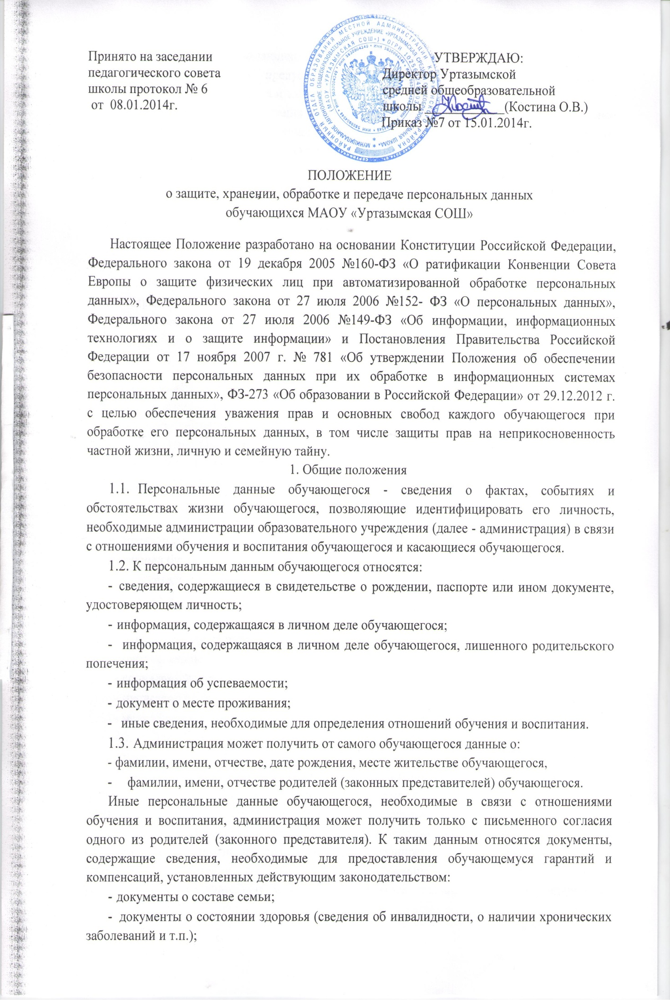 Принято на заседании
педагогического совета
школы протокол № 6
от 08.01.2014г.
УТВЕРЖДАЮ:
Директор Уртазымской
средней общеобразовательной
школы ____________(Костина О.В.)
Приказ №7 от 15.01.2014г.
ПОЛОЖЕНИЕ
о защите, хранении, обработке и передаче персональных данных
обучающихся МАОУ «Уртазымская СОШ»
Настоящее Положение разработано на основании Конституции Российской Федерации,
Федерального закона от 19 декабря 2005 №160-ФЗ «О ратификации Конвенции Совета
Европы о защите физических лиц при автоматизированной обработке персональных
данных», Федерального закона от 27 июля 2006 №152- ФЗ «О персональных данных»,
Федерального закона от 27 июля 2006 №149-ФЗ «Об информации, информационных
технологиях и о защите информации» и Постановления Правительства Российской
Федерации от 17 ноября 2007 г. № 781 «Об утверждении Положения об обеспечении
безопасности персональных данных при их обработке в информационных системах
персональных данных», ФЗ-273 «Об образовании в Российской Федерации» от 29.12.2012 г.
с целью обеспечения уважения прав и основных свобод каждого обучающегося при
обработке его персональных данных, в том числе защиты прав на неприкосновенность
частной жизни, личную и семейную тайну.
1. Общие положения
1.1. Персональные данные обучающегося - сведения о фактах, событиях и
обстоятельствах жизни обучающегося, позволяющие идентифицировать его личность,
необходимые администрации образовательного учреждения (далее - администрация) в связи
с отношениями обучения и воспитания обучающегося и касающиеся обучающегося.
1.2. К персональным данным обучающегося относятся:
- сведения, содержащиеся в свидетельстве о рождении, паспорте или ином документе,
удостоверяющем личность;
- информация, содержащаяся в личном деле обучающегося;
- информация, содержащаяся в личном деле обучающегося, лишенного родительского
попечения;
- информация об успеваемости;
- документ о месте проживания;
- иные сведения, необходимые для определения отношений обучения и воспитания.
1.3. Администрация может получить от самого обучающегося данные о:
- фамилии, имени, отчестве, дате рождения, месте жительстве обучающегося,
- фамилии, имени, отчестве родителей (законных представителей) обучающегося.
Иные персональные данные обучающегося, необходимые в связи с отношениями
обучения и воспитания, администрация может получить только с письменного согласия
одного из родителей (законного представителя). К таким данным относятся документы,
содержащие сведения, необходимые для предоставления обучающемуся гарантий и
компенсаций, установленных действующим законодательством:
- документы о составе семьи;
- документы о состоянии здоровья (сведения об инвалидности, о наличии хронических
заболеваний и т.п.);